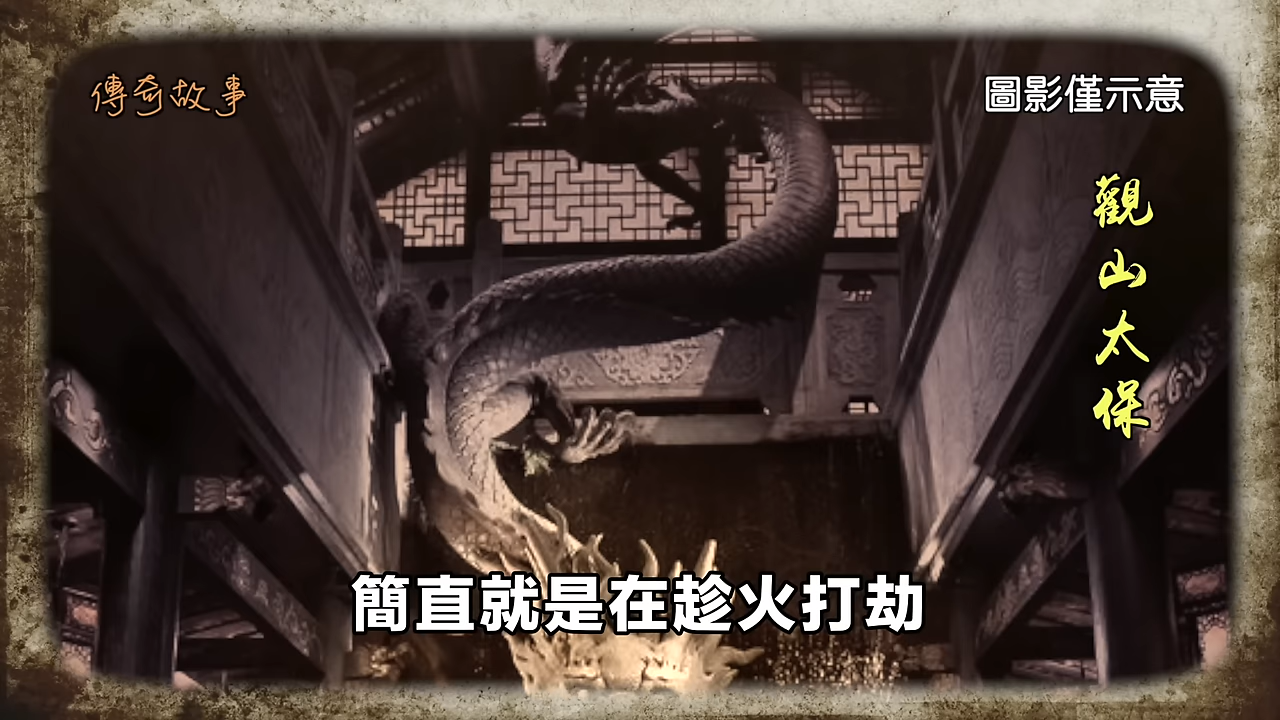 傳奇故事
圖影僅示意
觀山太保
簡直就是在趁火打劫